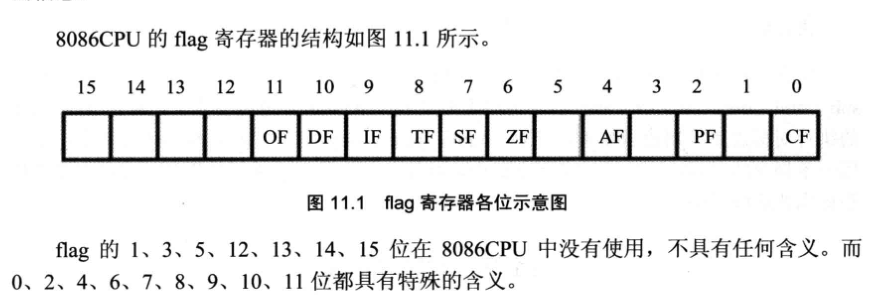 8086CPU 的 flag 寄存器的结构如图 11.1 所示。
15 14 13 12 11 10 9 8 7 6 5 4 3 2 1 0
OF DF IF TF SF ZF AF PF CF
图 11.1 flag 寄存器各位示意图
flag 的 1、3、5、12、13、14、15 位在 8086CPU 中没有使用，不具有任何含义。而
0、2、4、6、7、8、9、10、11 位都具有特殊的含义。